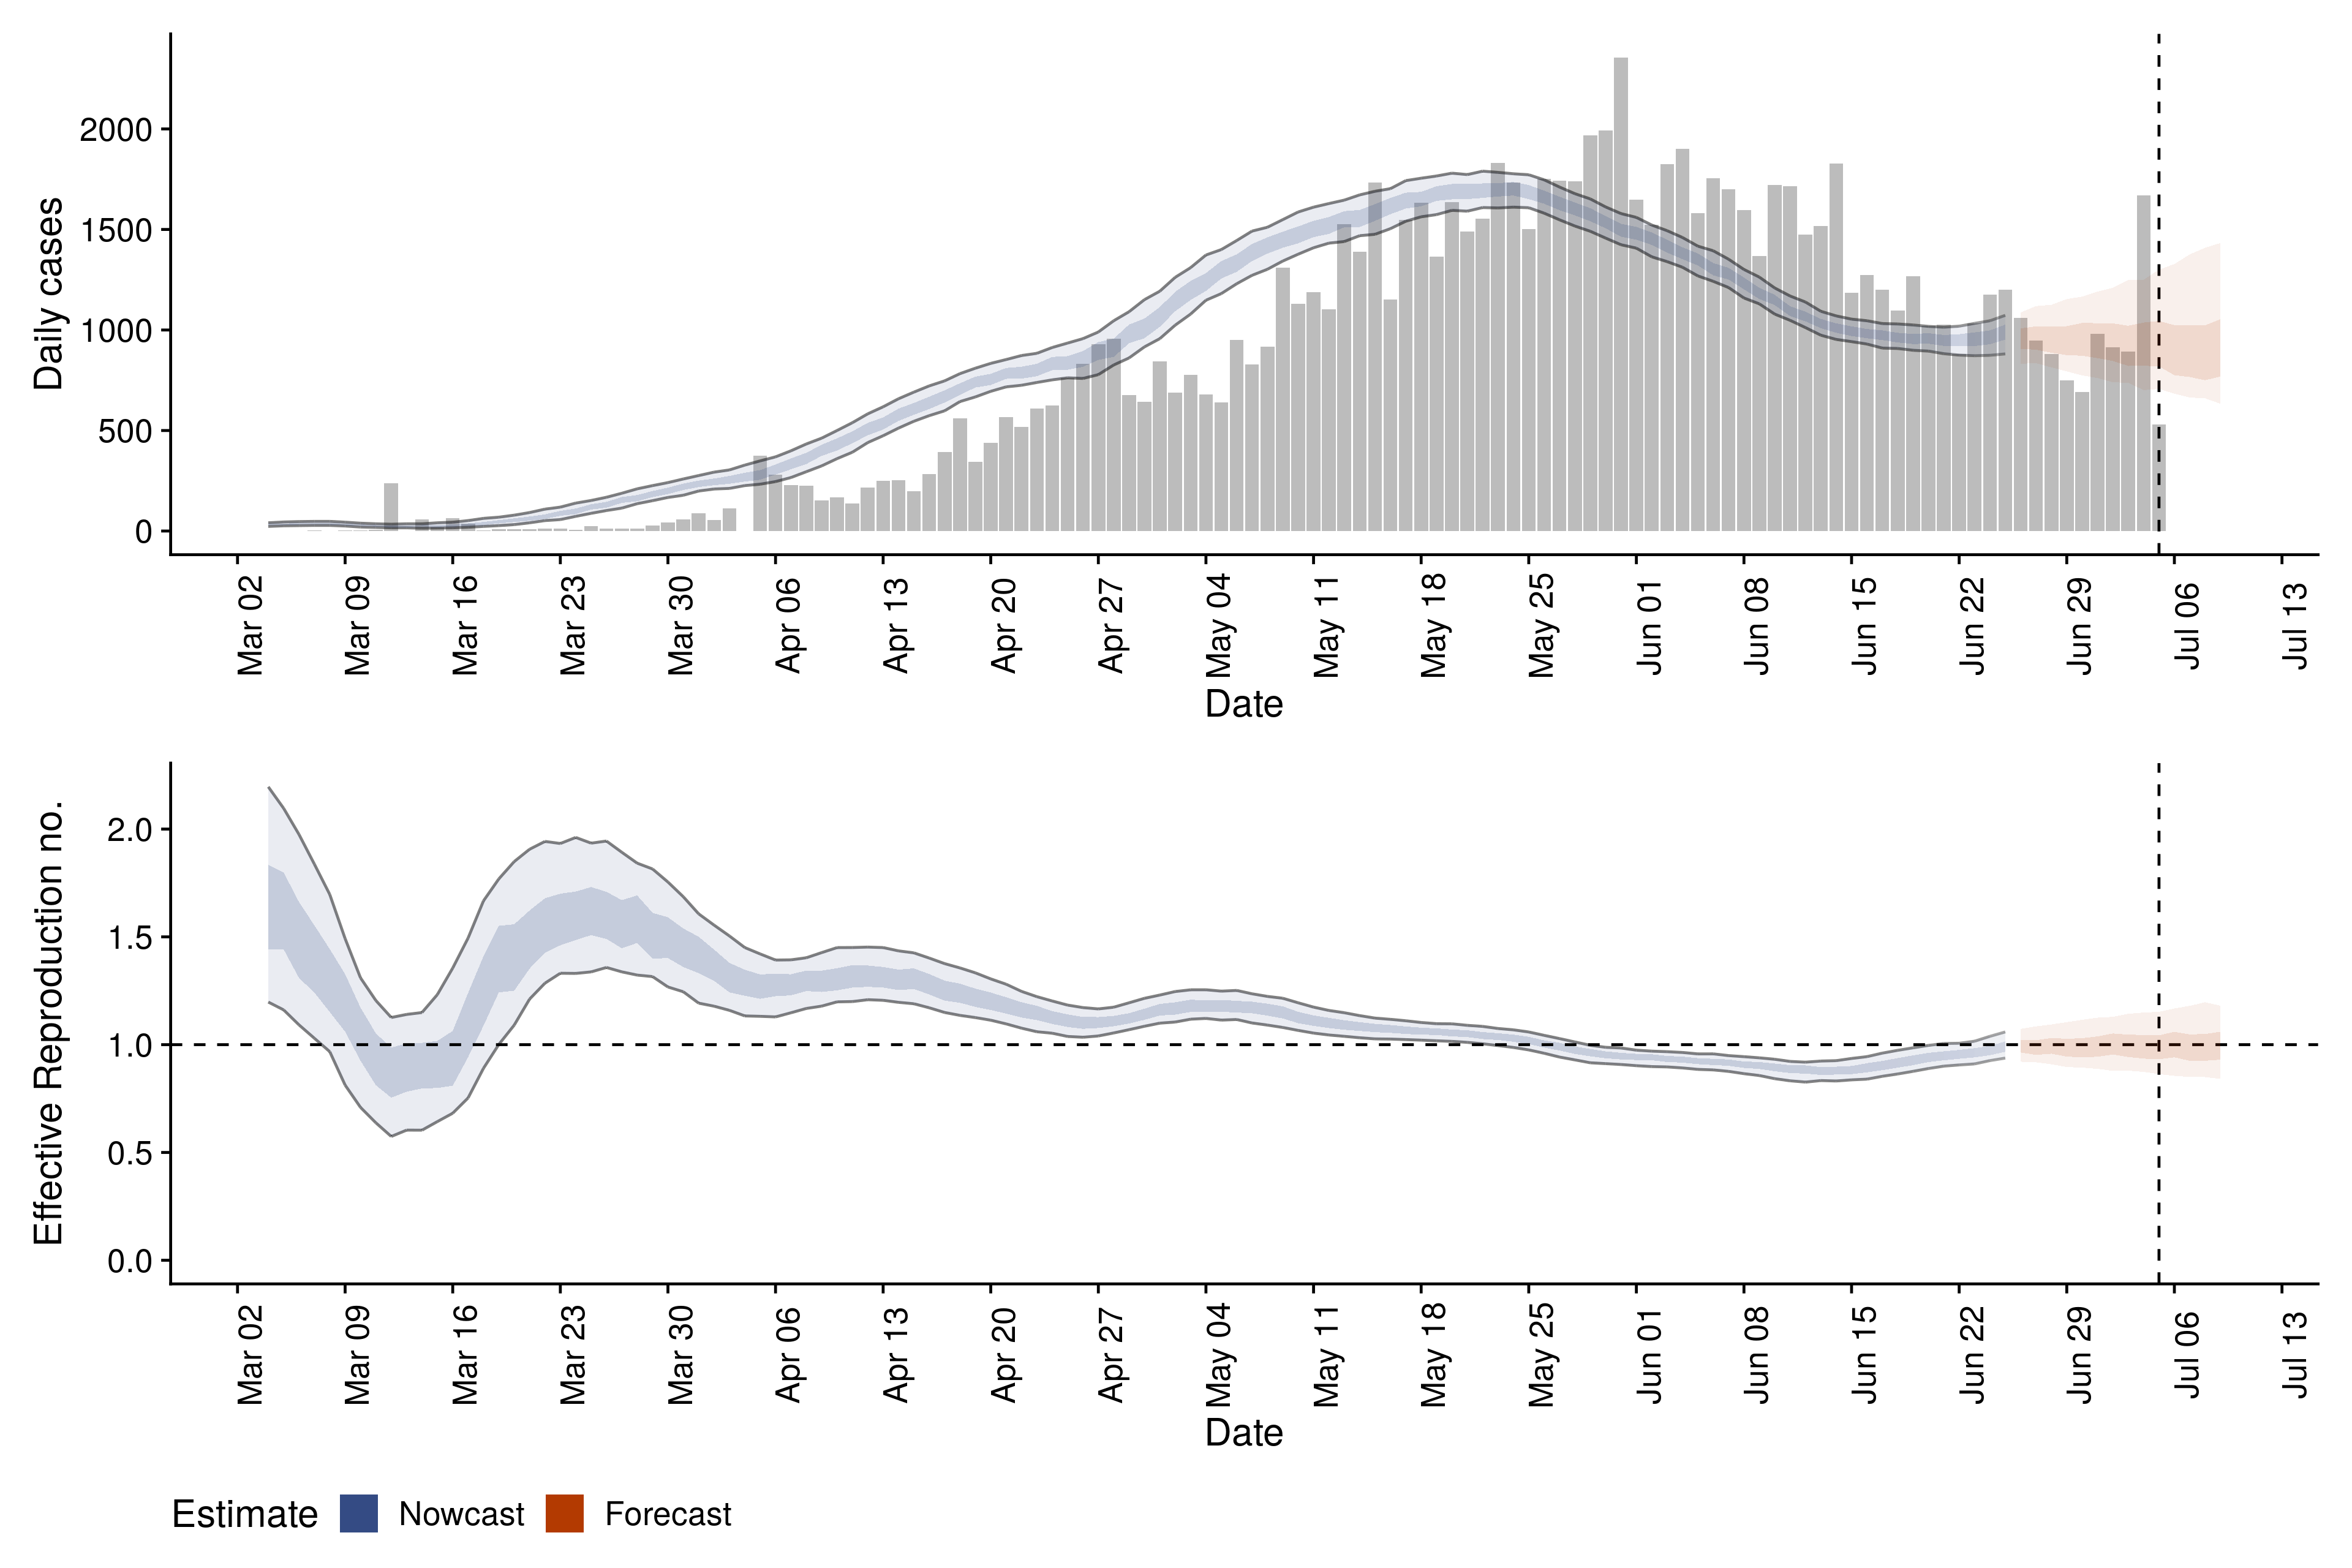 Daily cases
2000
1500
1000
500
0
Mar 02 Mar 09 Mar 16 Mar 23 Mar 30 Apr 06 Apr 13 Apr 20 Apr 27 May 04 May 11 May 18 May 25 Jun 01 Jun 08 Jun 15 Jun 22 Jun 29 Jul 06 Jul 13
Date
Effective Reproduction no.
2.0
1.5
1.0
0.5
0.0
Mar 02 Mar 09 Mar 16 Mar 23 Mar 30 Apr 06 Apr 13 Apr 20 Apr 27 May 04 May 11 May 18 May 25 Jun 01 Jun 08 Jun 15 Jun 22 Jun 29 Jul 06 Jul 13
Date
Estimate Nowcast Forecast